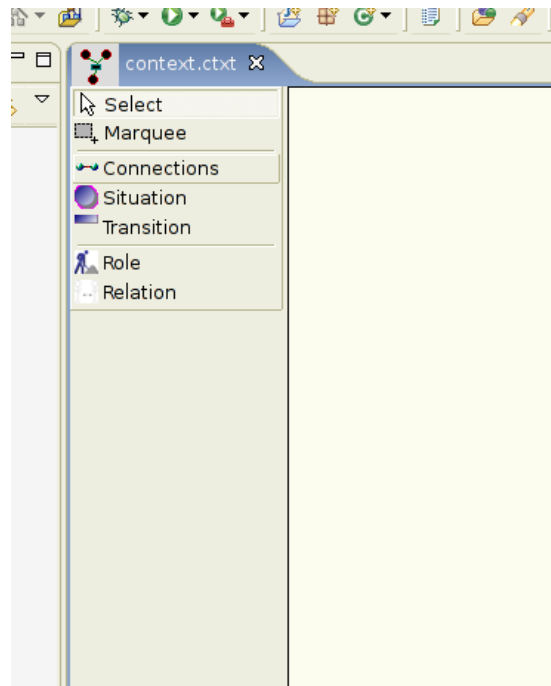 context.ctxt
Select
Marquee
Connections
Situation
Transition
Role
Relation